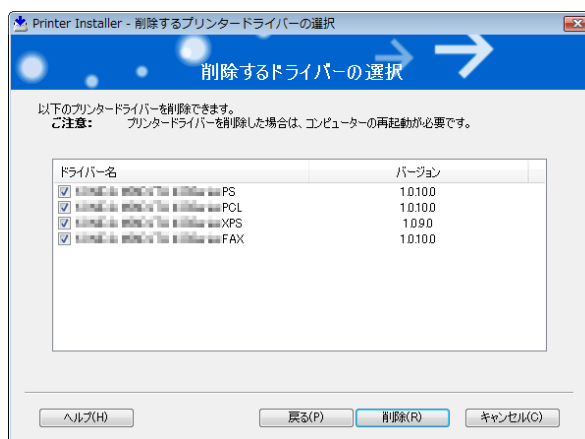 Printer Installer - 削除するプリンタードライバーの選択
削除するドライバーの選択
以下のプリンタードライバーを削除できます。
ご注意: プリンタードライバーを削除した場合は、コンピューターの再起動が必要です。
ドライバー名 バージョン
PS 1.0.10.0
PCL 1.0.10.0
XPS 1.0.9.0
FAX 1.0.10.0
ヘルプ(H) 戻る(P) 削除(R) キャンセル(C)